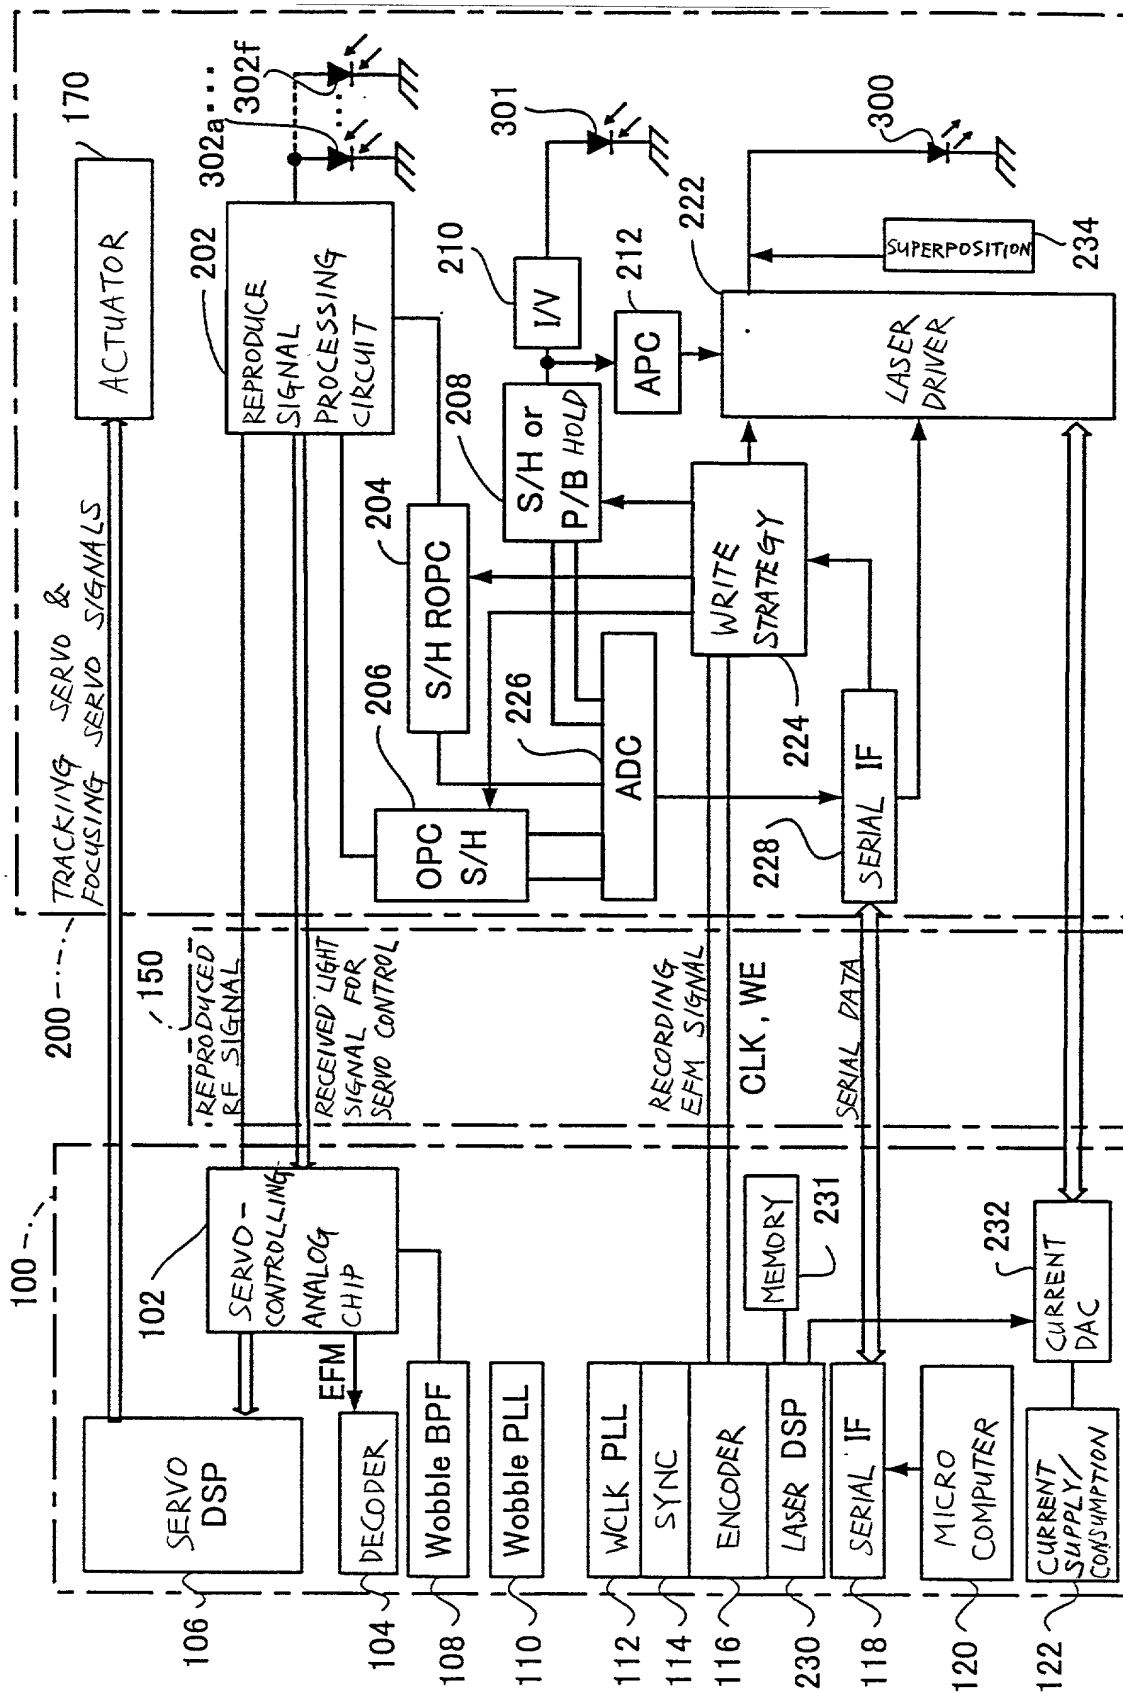 200
TRACKING SERVO &
FOCUSING SERVO SIGNALS
170
ACTUATOR
100
150
REPRODUCED
RF SIGNAL
RECEIVED LIGHT
SIGNAL FOR
SERVO CONTROL
202
REPRODUCE
SIGNAL
PROCESSING
CIRCUIT
302a
...
302f
...
106
SERVO
DSP
102
SERVO-
CONTROLLING
ANALOG
CHIP
EFM
104
DECODER
108
Wobble BPF
110
Wobble PLL
206
OPC
S/H
204
S/H ROPC
208
S/H or
P/B HOLD
210
I/V
301
226
ADC
212
APC
112
WCLK PLL
114
SYNC
116
ENCODER
230
LASER DSP
MEMORY
231
RECORDING
EFM SIGNAL
CLK, WE
WRITE
STRATEGY
224
222
LASER
DRIVER
300
SUPERPOSITION
234
118
SERIAL IF
SERIAL DATA
228
SERIAL IF
120
MICRO
COMPUTER
122
CURRENT
SUPPLY/
CONSUMPTION
232
CURRENT
DAC